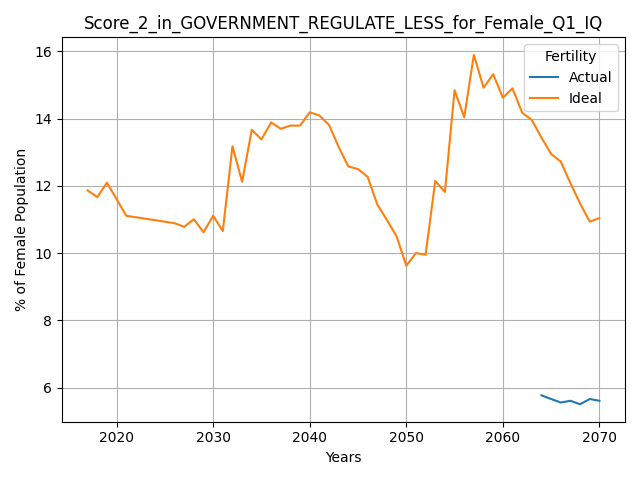 Score_2_in_GOVERNMENT_REGULATE_LESS_for_Female_Q1_IQ
Fertility
Actual
Ideal
% of Female Population
16
14
12
10
8
6
2020 2030 2040 2050 2060 2070
Years